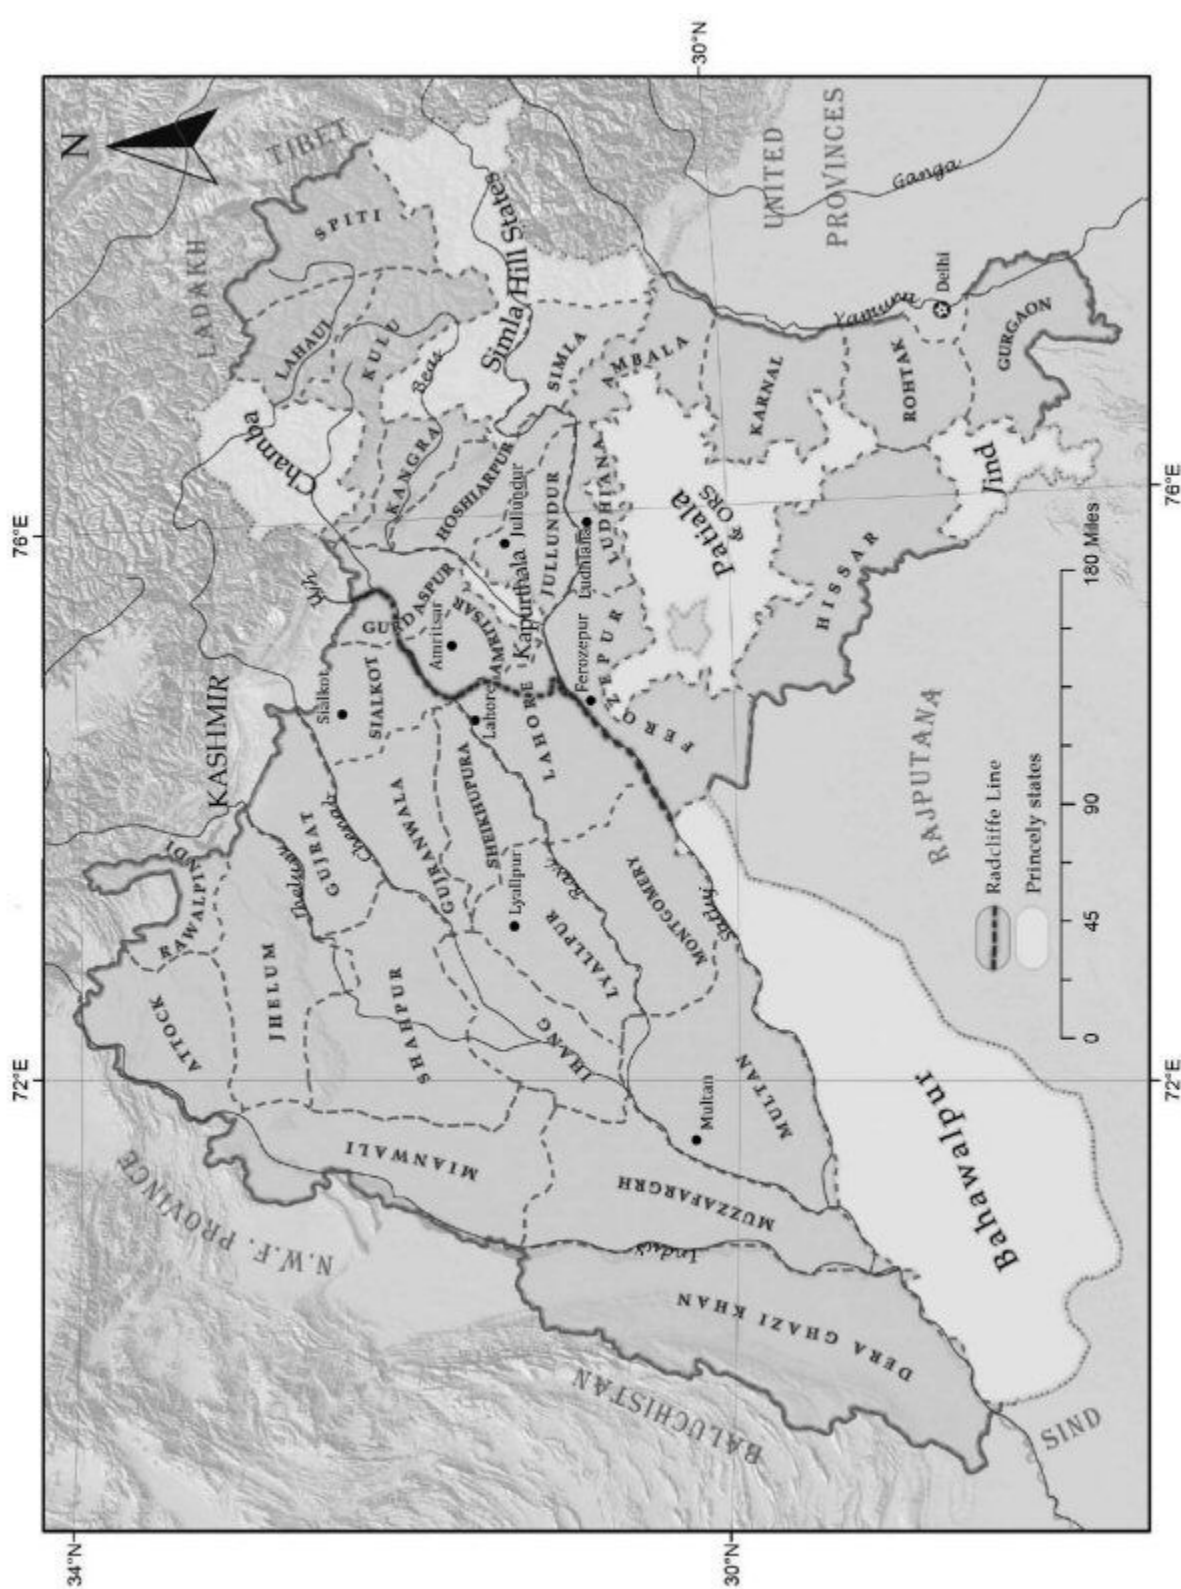 34°N
30°N
30°N
72°E
72°E
76°E
76°E
N
TIBET
LADAKH
KASHMIR
N.W.F. PROVINCE
BALUCHISTAN
SIND
RAJPUTANA
UNITED
PROVINCES
SPITI
LAHAUL
KULU
Chamba
KANGRA
Beas
Simla Hill States
SIMLA
AMBALA
KARNAL
ROHTAK
GURGAON
Delhi
Yamuna
Ganga
HOSHIARPUR
Jullundur
JULLUNDUR
Kapurthala
LUDHIANA
Ludhiana
Patiala
& ORS
Jind
HISSAR
FEROZEPUR
Ferozepur
Ujh
GURDASPUR
AMRITSAR
Amritsar
SIALKOT
Sialkot
LAHORE
Lahore
SHEIKHUPURA
GUJRANWALA
GUJRAT
Chenab
Jhelum
RAWALPINDI
ATTOCK
JHELUM
SHAHPUR
JHANG
LYALLPUR
Lyallpur
Ravi
MONTGOMERY
Sutlej
MULTAN
Multan
MIANWALI
MUZZAFARGRH
Indus
DERA GHAZI KHAN
Bahawalpur
Radcliffe Line
Princely states
0
45
90
180 Miles